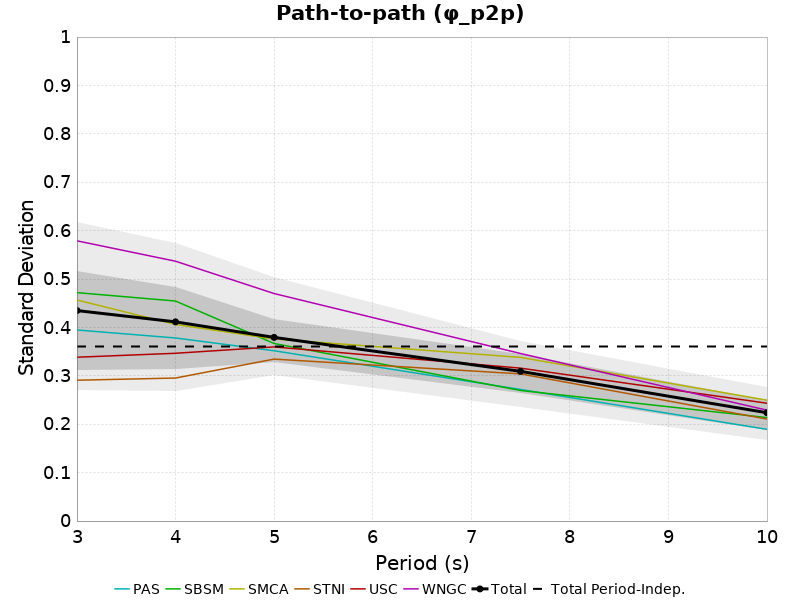 Path-to-path (φ_p2p)
1
0.9
0.8
0.7
0.6
0.5
0.4
0.3
0.2
0.1
0
Standard Deviation
3 4 5 6 7 8 9 10
Period (s)
PAS SBSM SMCA STNI USC WNGC Total Total Period-Indep.